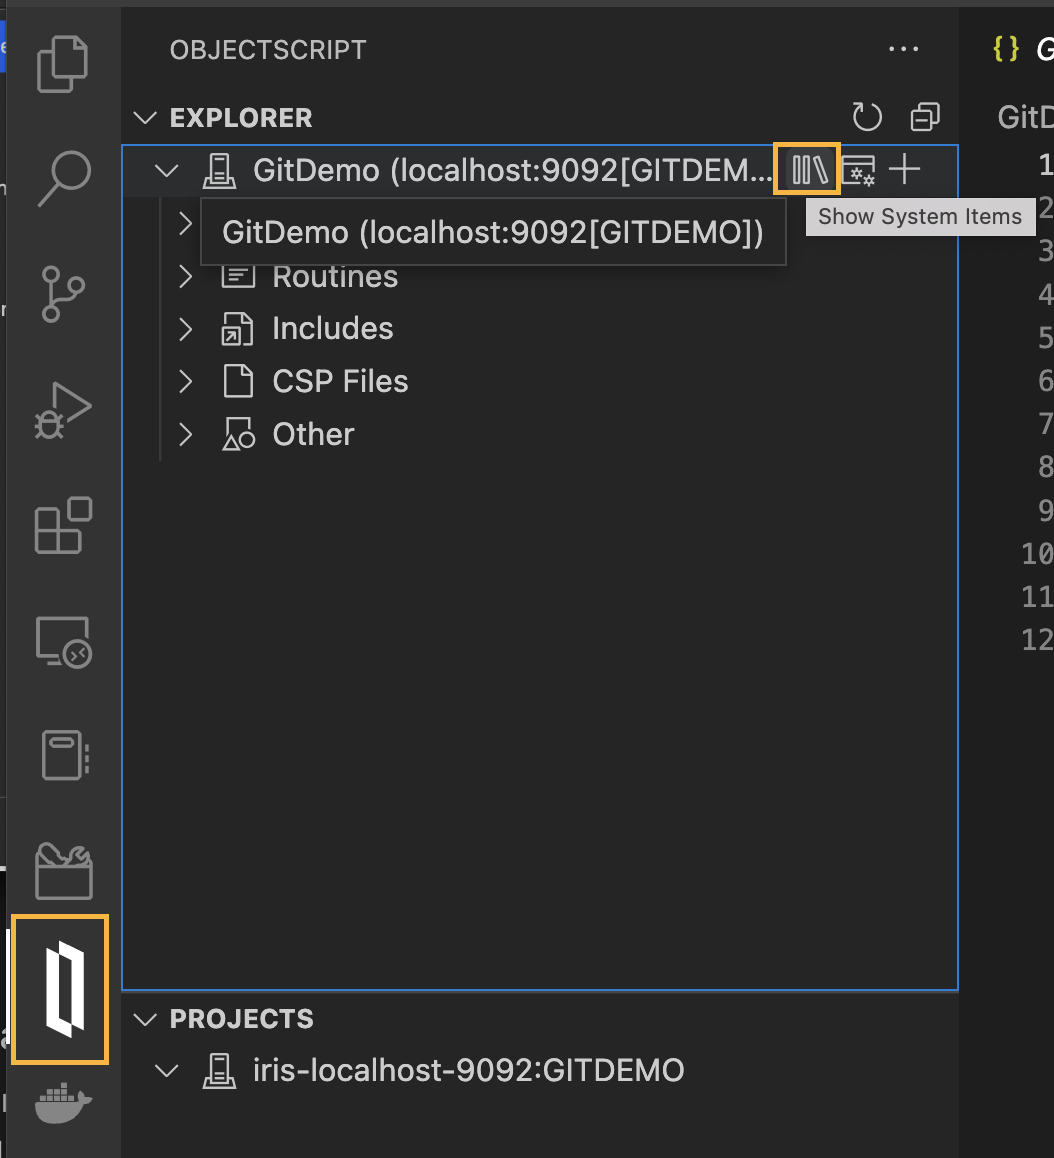 OBJECTSCRIPT
EXPLORER
GitDemo (localhost:9092[GITDEM...
Show System Items
GitDemo (localhost:9092[GITDEMO])
Routines
Includes
CSP Files
Other
PROJECTS
iris-localhost-9092:GITDEMO
{} G
GitD
1
2
3
4
5
6
7
8
9
10
11
12